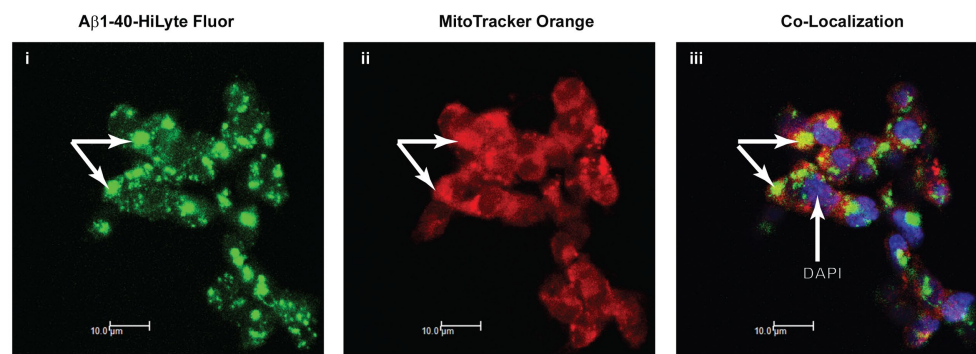 Aβ1-40-HiLyte Fluor MitoTracker Orange Co-Localization
i ii iii
DAPI
10.0 µm 10.0 µm 10.0 µm